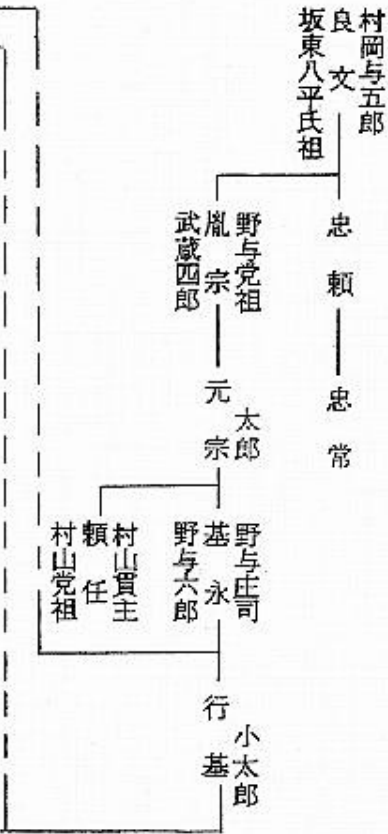 村岡与五郎
良文
坂東八平氏祖
忠頼
忠常
野与党祖
胤宗
武蔵四郎
太郎
元宗
野与庄司
基永
野与六郎
村山貫主
頼任
村山党祖
小太郎
行基